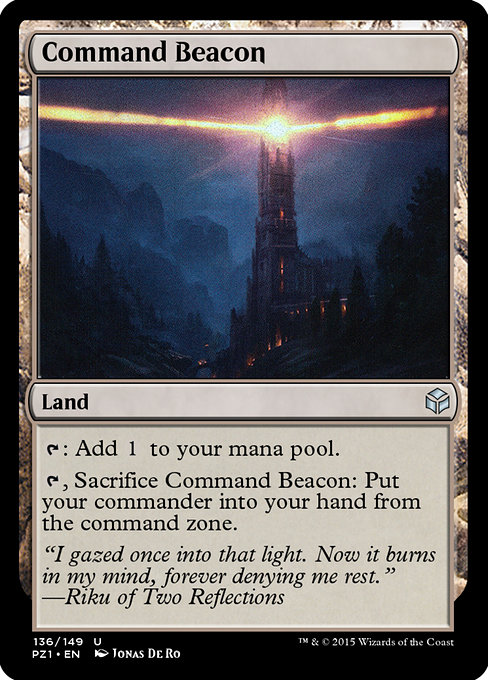 Command Beacon
Land
: Add 1 to your mana pool.
, Sacrifice Command Beacon: Put
your commander into your hand from
the command zone.
“I gazed once into that light. Now it burns
in my mind, forever denying me rest.”
—Riku of Two Reflections
136/149 U
PZ1 • EN Jonas De Ro
™ & © 2015 Wizards of the Coast